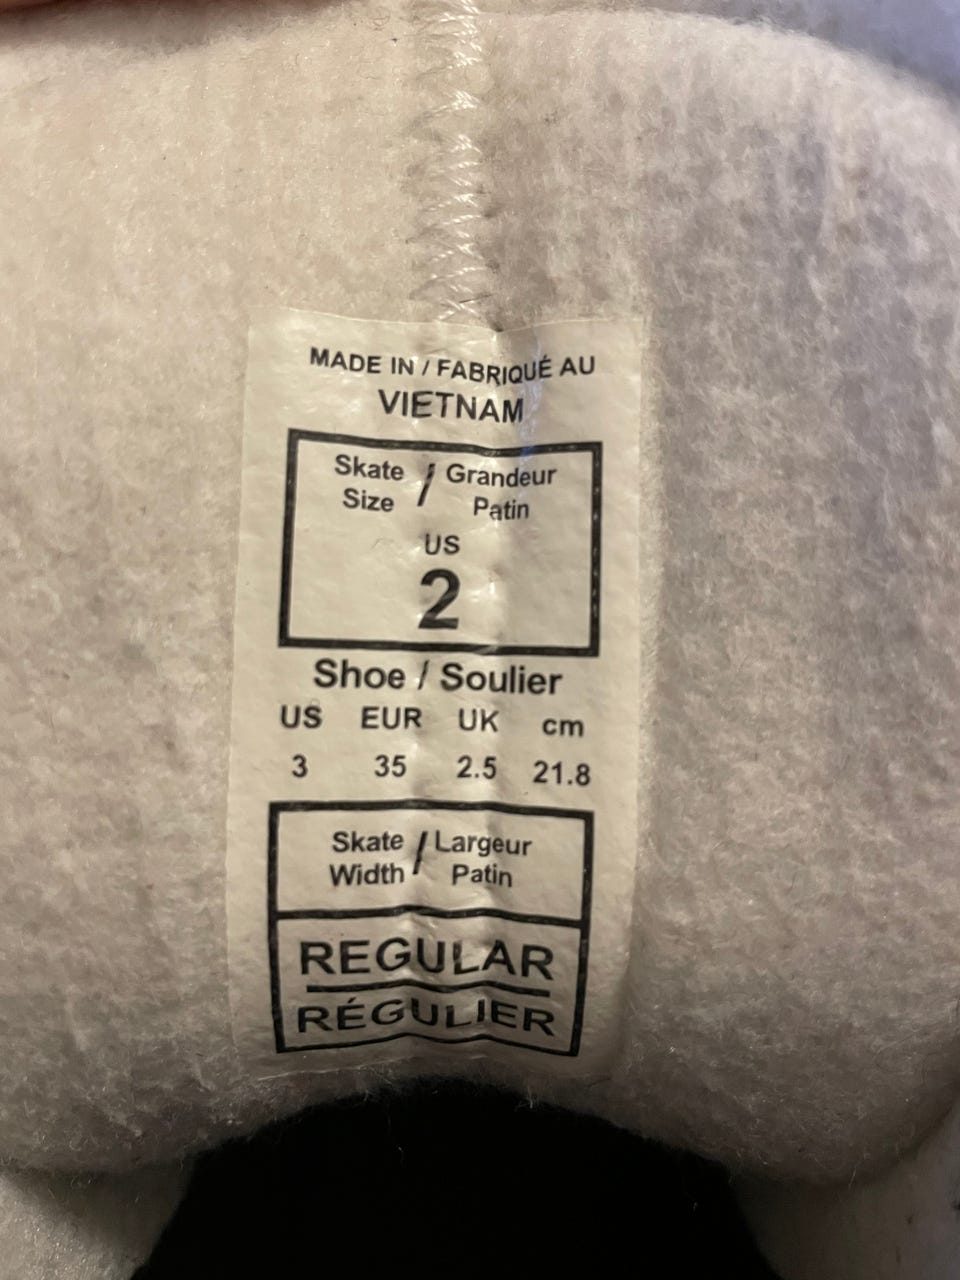 MADE IN / FABRIQUÉ AU
VIETNAM
Skate / Grandeur
Size Patin
US
2
Shoe / Soulier
US EUR UK cm
3 35 2.5 21.8
Skate / Largeur
Width Patin
REGULAR
RÉGULIER